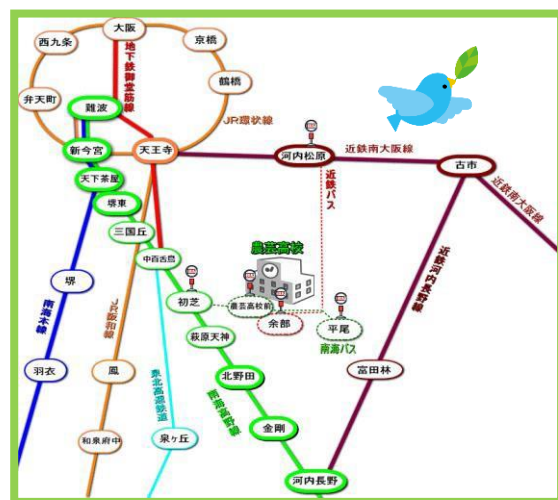 大阪
西九条
京橋
地下鉄御堂筋線
鶴橋
弁天町
難波
JR環状線
新今宮
天王寺
河内松原
近鉄南大阪線
古市
天下茶屋
近鉄バス
近鉄南大阪線
堺東
三国丘
農芸高校
中百舌鳥
近鉄河内長野線
堺
初芝
農芸高校前
余部
平尾
南海バス
南海本線
JR阪和線
萩原天神
羽衣
鳳
北野田
富田林
泉北高速鉄道
南海高野線
金剛
和泉府中
泉ヶ丘
河内長野